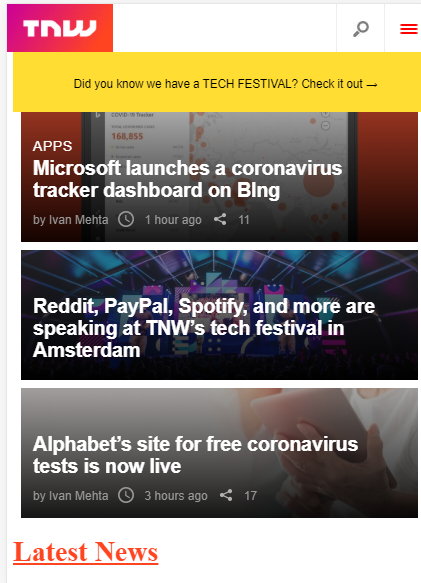 TNW
Did you know we have a TECH FESTIVAL? Check it out →
COVID-19 Tracker
168,855
APPS
Microsoft launches a coronavirus
tracker dashboard on BIng
by Ivan Mehta 1 hour ago 11
Reddit, PayPal, Spotify, and more are
speaking at TNW’s tech festival in
Amsterdam
Alphabet’s site for free coronavirus
tests is now live
by Ivan Mehta 3 hours ago 17
Latest News